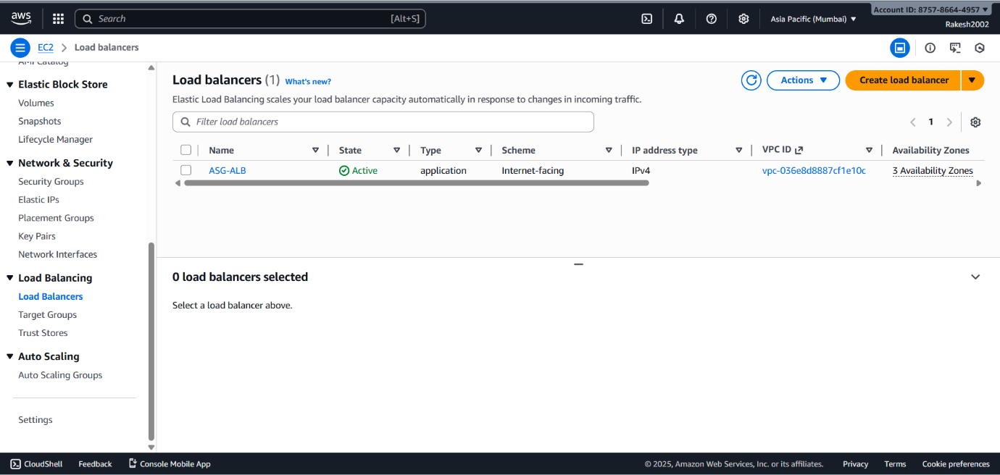 aws
Search
[Alt+S]
Asia Pacific (Mumbai)
Account ID: 8757-8664-4957
Rakesh2002
EC2
Load balancers
AMI Catalog
Elastic Block Store
Volumes
Snapshots
Lifecycle Manager
Network & Security
Security Groups
Elastic IPs
Placement Groups
Key Pairs
Network Interfaces
Load Balancing
Load Balancers
Target Groups
Trust Stores
Auto Scaling
Auto Scaling Groups
Settings
Load balancers (1) What's new?
Actions
Create load balancer
Elastic Load Balancing scales your load balancer capacity automatically in response to changes in incoming traffic.
Filter load balancers
1
Name State Type Scheme IP address type VPC ID Availability Zones
ASG-ALB Active application Internet-facing IPv4 vpc-036e8d8887cf1e10c 3 Availability Zones
0 load balancers selected
Select a load balancer above.
CloudShell Feedback Console Mobile App © 2025, Amazon Web Services, Inc. or its affiliates. Privacy Terms Cookie preferences